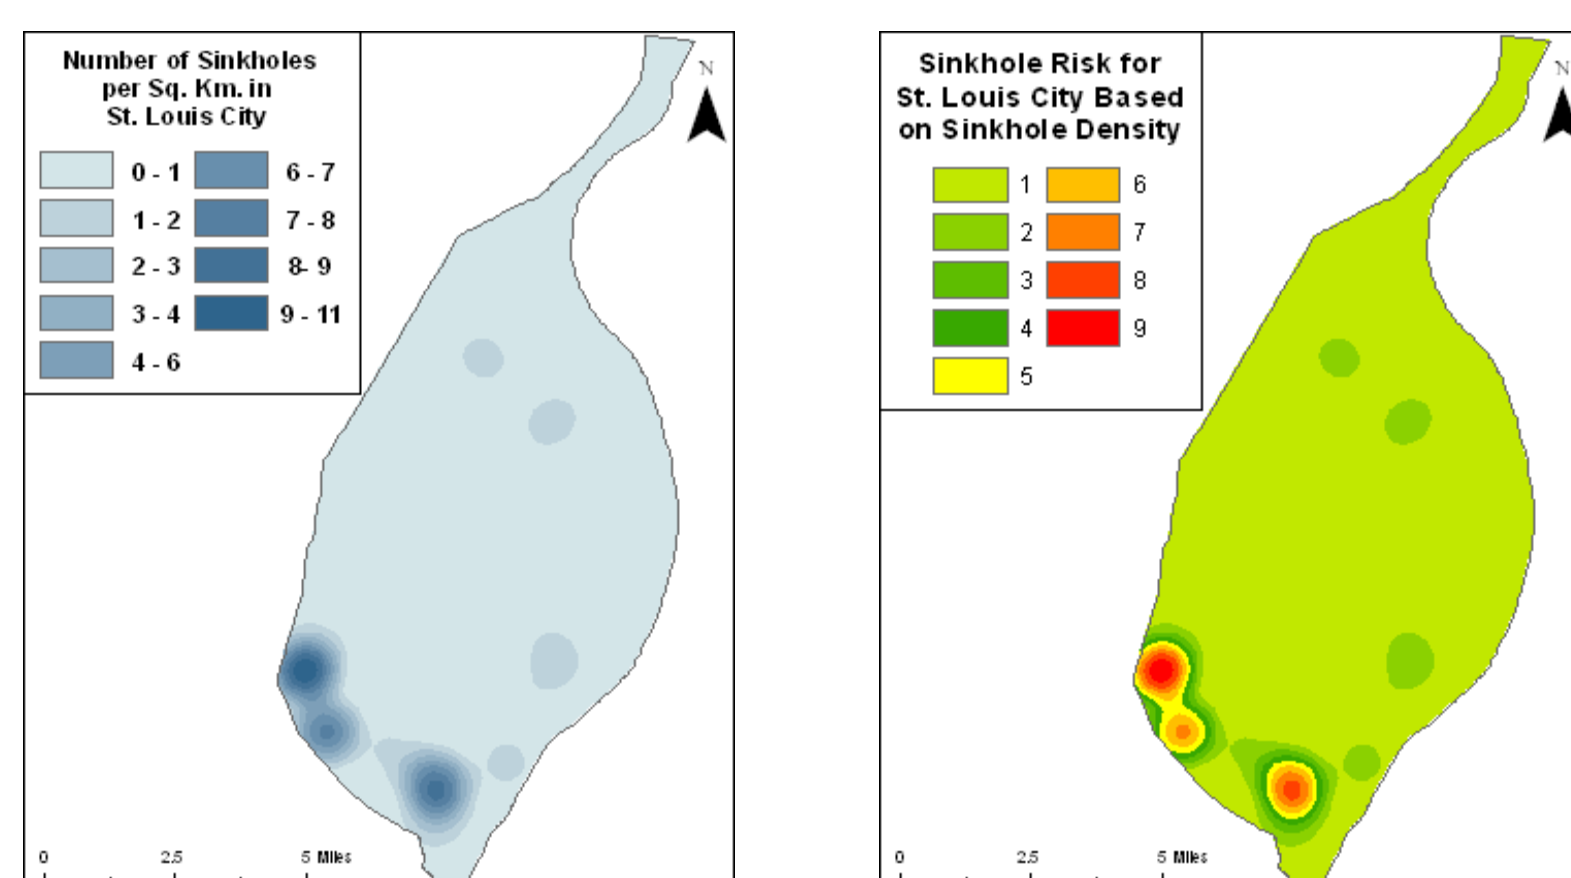 Number of Sinkholes
per Sq. Km. in
St. Louis City
0 - 1 6 - 7
1 - 2 7 - 8
2 - 3 8- 9
3 - 4 9 - 11
4 - 6
N
0 2.5 5 Miles
Sinkhole Risk for
St. Louis City Based
on Sinkhole Density
1 6
2 7
3 8
4 9
5
N
0 2.5 5 Miles